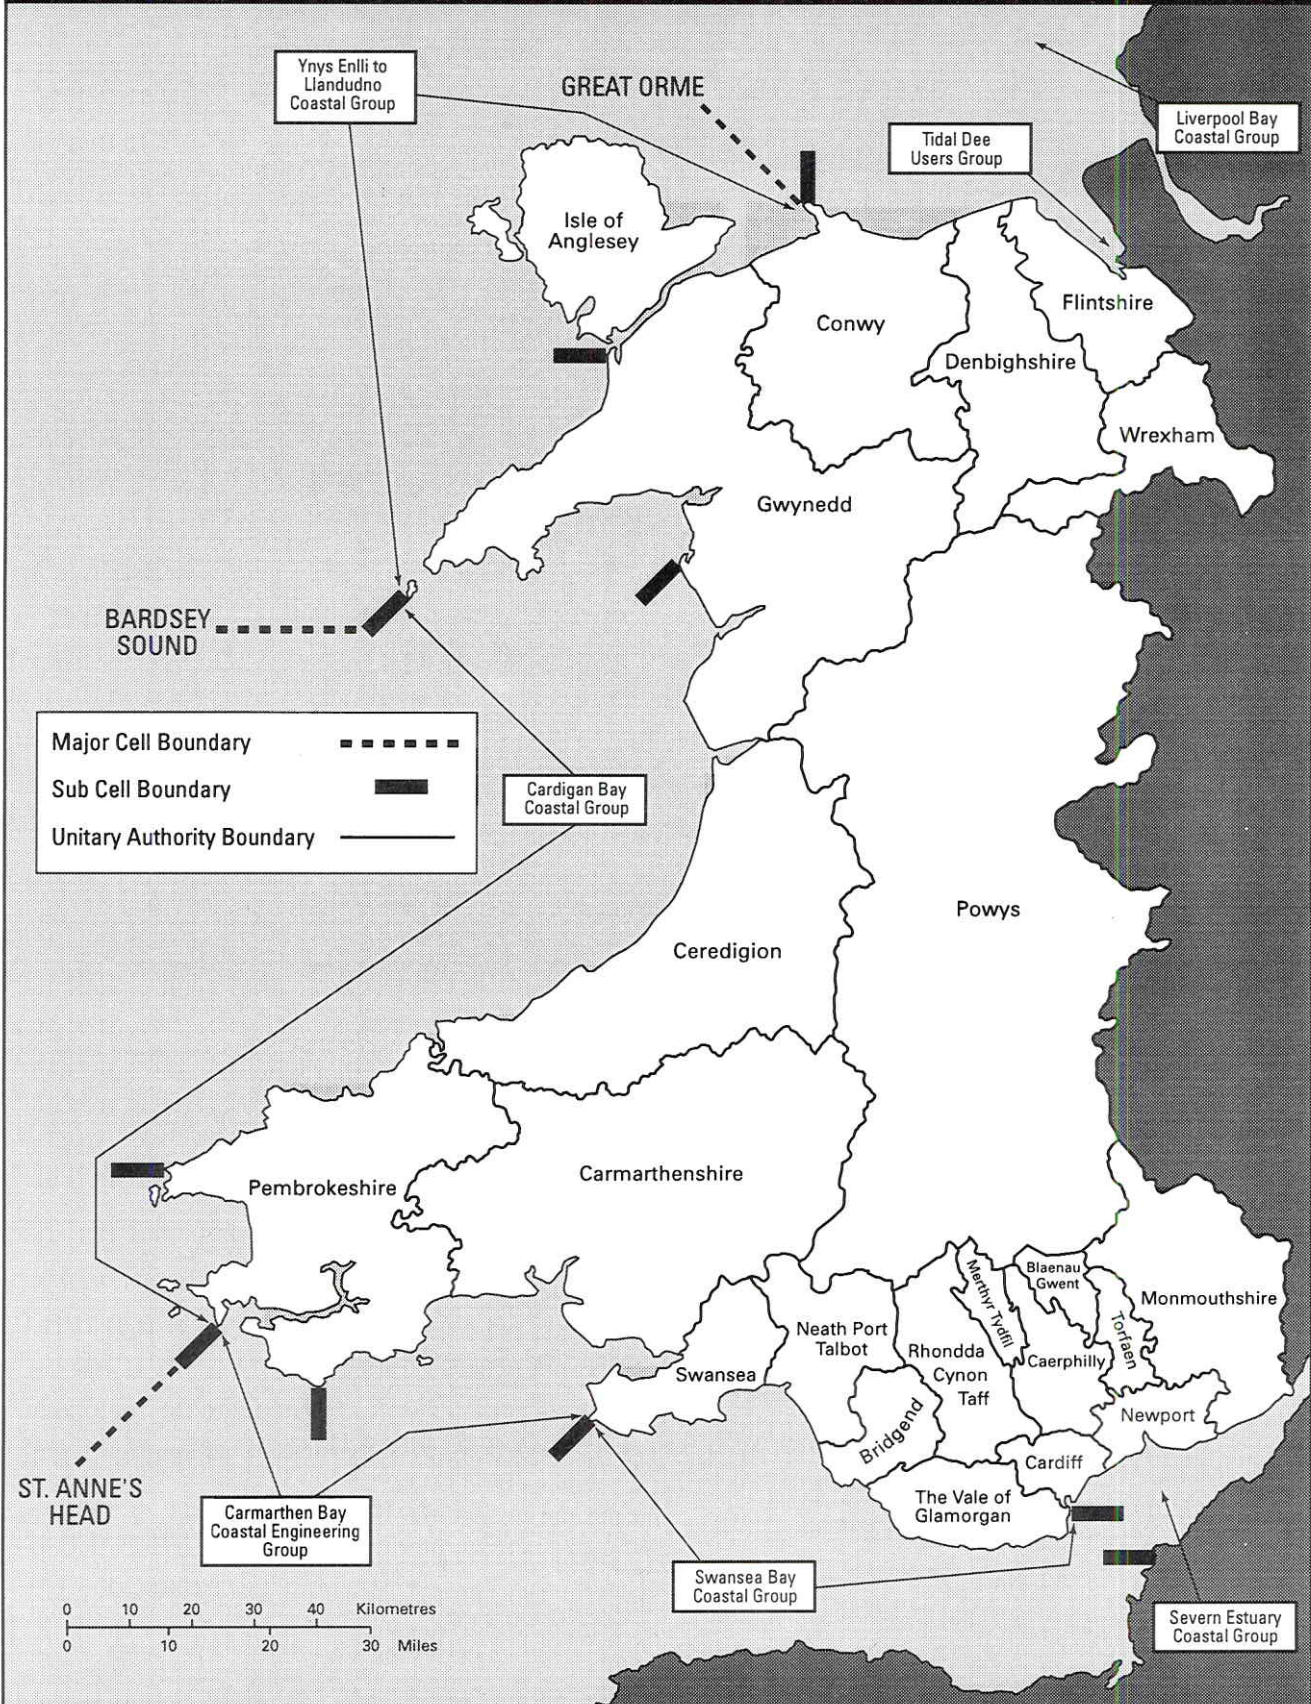 Ynys Enlli to
Llandudno
Coastal Group
GREAT ORME
Liverpool Bay
Coastal Group
Tidal Dee
Users Group
Isle of
Anglesey
Flintshire
Conwy
Denbighshire
Wrexham
Gwynedd
BARDSEY
SOUND
Major Cell Boundary
Sub Cell Boundary
Unitary Authority Boundary
Cardigan Bay
Coastal Group
Powys
Ceredigion
Carmarthenshire
Pembrokeshire
Merthyr Tydfil
Blaenau
Gwent
Monmouthshire
Torfaen
Neath Port
Talbot
Rhondda
Cynon
Taff
Caerphilly
Swansea
Newport
Bridgend
Cardiff
ST. ANNE'S
HEAD
The Vale of
Glamorgan
Carmarthen Bay
Coastal Engineering
Group
Swansea Bay
Coastal Group
Severn Estuary
Coastal Group
0 10 20 30 40 Kilometres
0 10 20 30 Miles